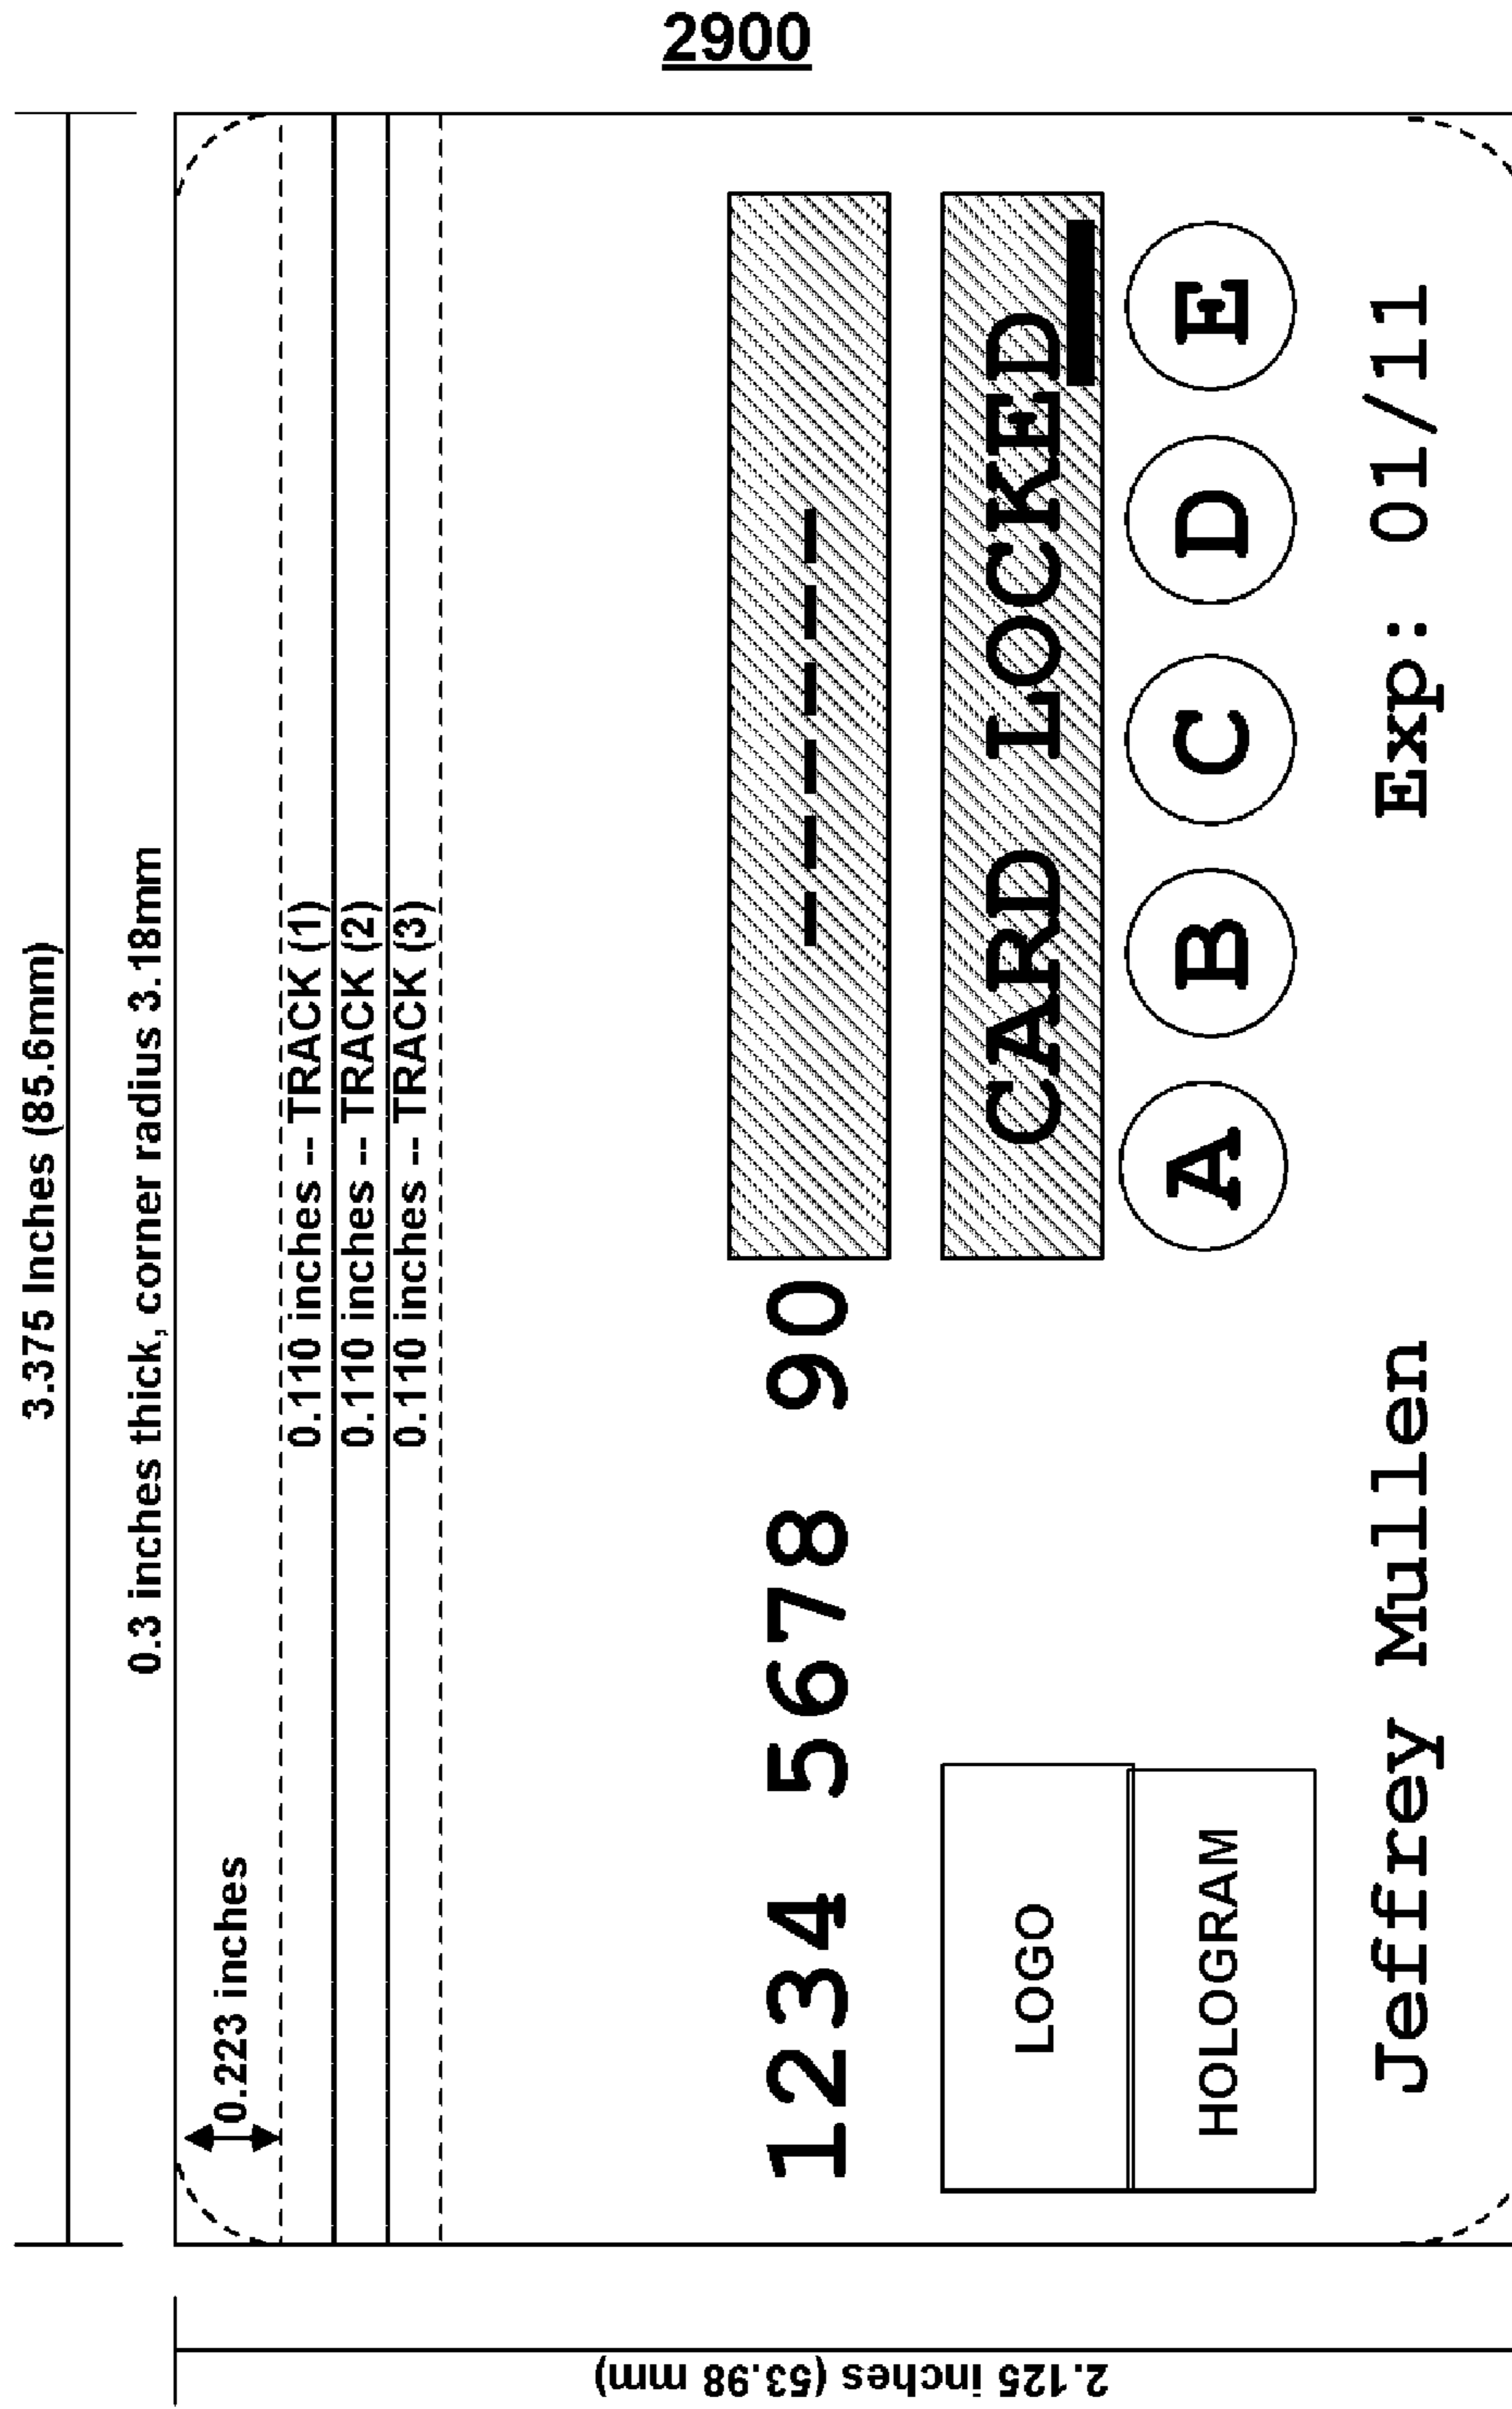 2900
3.375 Inches (85.6mm)
0.3 inches thick, corner radius 3.18mm
0.223 inches
0.110 inches -- TRACK (1)
0.110 inches -- TRACK (2)
0.110 inches -- TRACK (3)
1234 5678 90 ------
LOGO
CARD LOCKED
HOLOGRAM
A B C D E
Jeffrey Mullen Exp: 01/11
2.125 inches (53.98 mm)